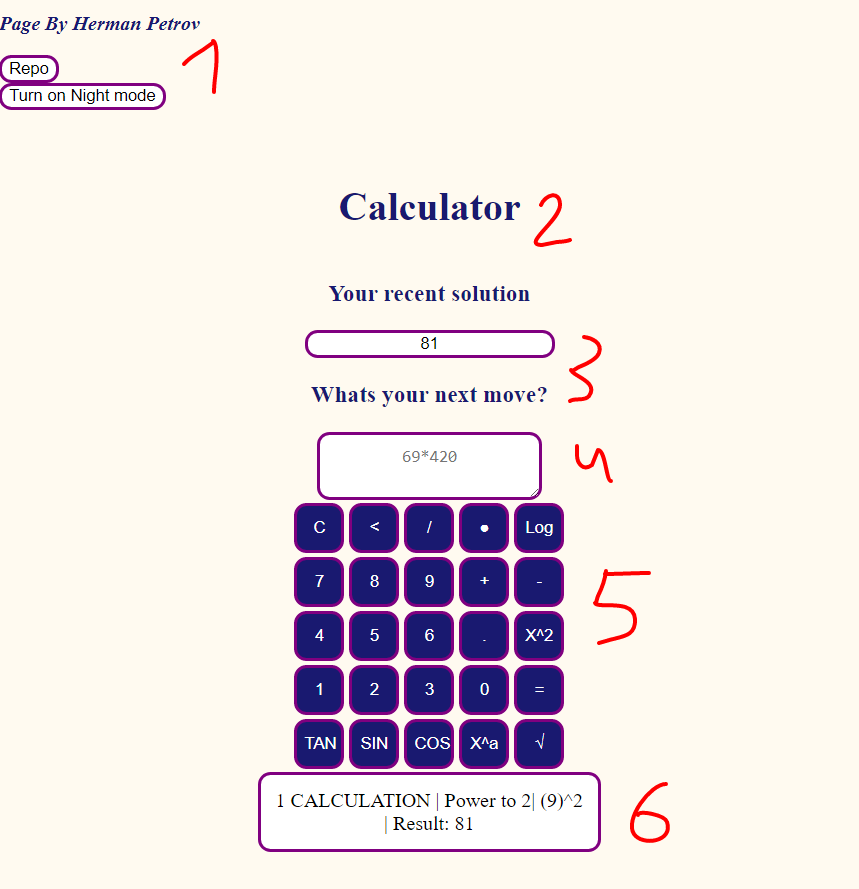 Page By Herman Petrov
1
Repo
Turn on Night mode
Calculator 2
Your recent solution
81
3
Whats your next move?
69*420
4
C < / ● Log
7 8 9 + -
5
4 5 6 . X^2
1 2 3 0 =
TAN SIN COS X^a √
1 CALCULATION | Power to 2| (9)^2
| Result: 81
6